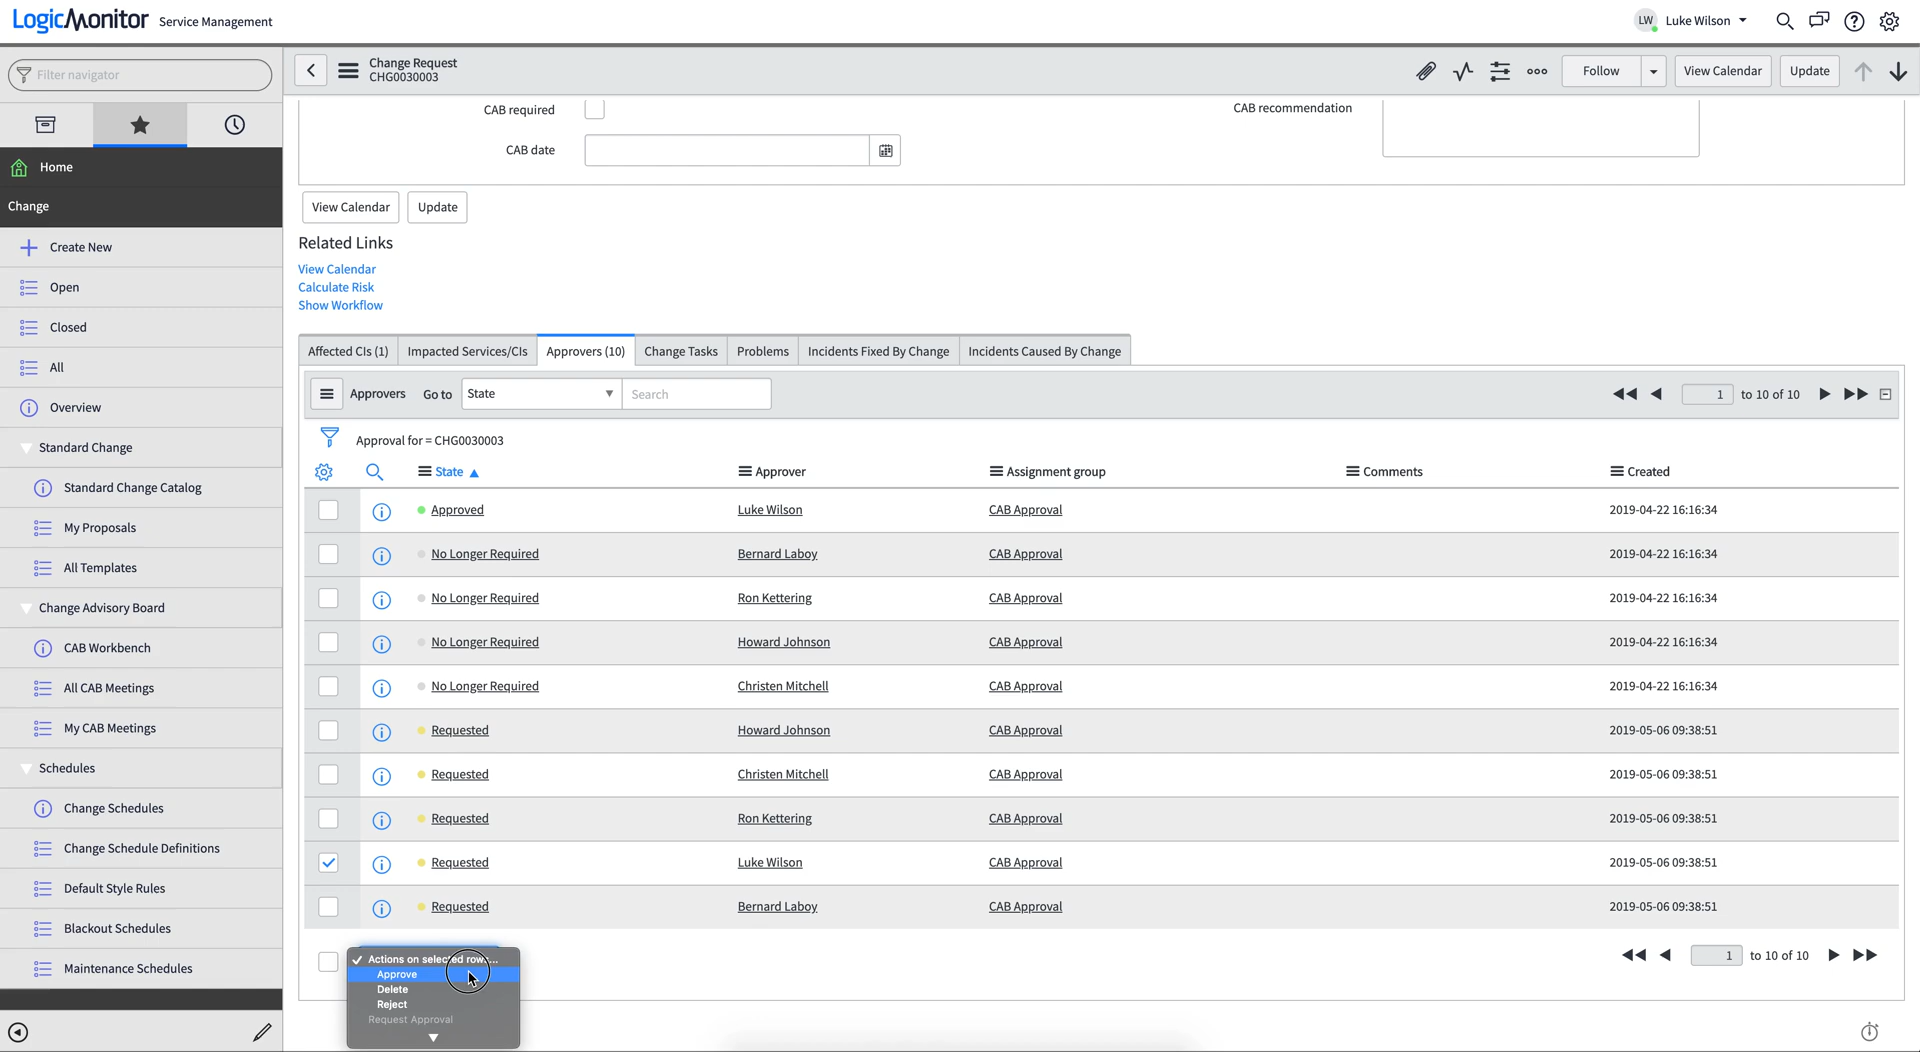 LogicMonitor Service Management
LW Luke Wilson
Filter navigator
Change Request
CHG0030003
Follow
View Calendar
Update
Home
Change
Create New
Open
Closed
All
Overview
Standard Change
Standard Change Catalog
My Proposals
All Templates
Change Advisory Board
CAB Workbench
All CAB Meetings
My CAB Meetings
Schedules
Change Schedules
Change Schedule Definitions
Default Style Rules
Blackout Schedules
Maintenance Schedules
CAB required
CAB recommendation
CAB date
View Calendar Update
Related Links
View Calendar
Calculate Risk
Show Workflow
Affected CIs (1) Impacted Services/CIs Approvers (10) Change Tasks Problems Incidents Fixed By Change Incidents Caused By Change
Approvers Go to State Search 1 to 10 of 10
Approval for = CHG0030003
State Approver Assignment group Comments Created
Approved Luke Wilson CAB Approval 2019-04-22 16:16:34
No Longer Required Bernard Laboy CAB Approval 2019-04-22 16:16:34
No Longer Required Ron Kettering CAB Approval 2019-04-22 16:16:34
No Longer Required Howard Johnson CAB Approval 2019-04-22 16:16:34
No Longer Required Christen Mitchell CAB Approval 2019-04-22 16:16:34
Requested Howard Johnson CAB Approval 2019-05-06 09:38:51
Requested Christen Mitchell CAB Approval 2019-05-06 09:38:51
Requested Ron Kettering CAB Approval 2019-05-06 09:38:51
Requested Luke Wilson CAB Approval 2019-05-06 09:38:51
Requested Bernard Laboy CAB Approval 2019-05-06 09:38:51
Actions on selected rows...
Approve
Delete
Reject
Request Approval
1 to 10 of 10